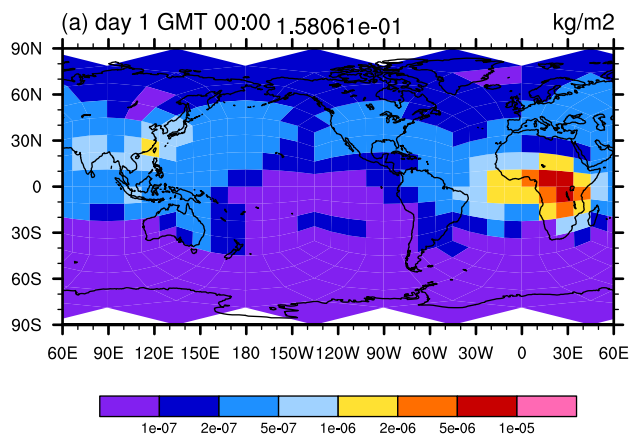 (a) day 1 GMT 00:00 1.58061e-01 kg/m2
90N
60N
30N
0
30S
60S
90S
60E 90E 120E 150E 180 150W 120W 90W 60W 30W 0 30E 60E
1e-07 2e-07 5e-07 1e-06 2e-06 5e-06 1e-05